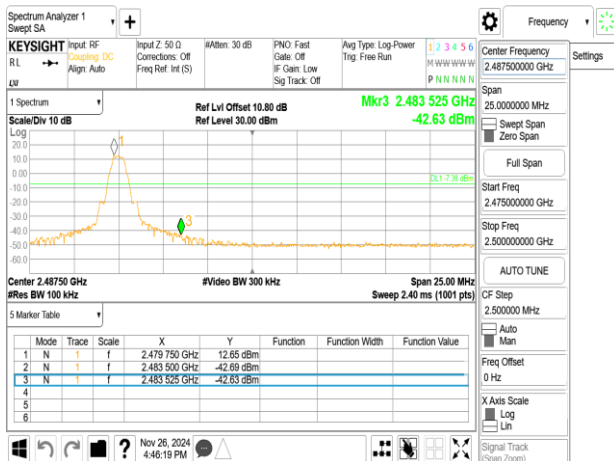 Spectrum Analyzer 1
Swept SA
Frequency
KEYSIGHT
RL
Input: RF
Coupling: DC
Align: Auto
Input Z: 50 Ω
Corrections: Off
Freq Ref: Int (S)
#Atten: 30 dB
PNO: Fast
Gate: Off
IF Gain: Low
Sig Track: Off
Avg Type: Log-Power
Trig: Free Run
1 2 3 4 5 6
M W W W W W
P N N N N N
Center Frequency
2.487500000 GHz
Settings
Span
25.0000000 MHz
Swept Span
Zero Span
Full Span
Start Freq
2.475000000 GHz
Stop Freq
2.500000000 GHz
AUTO TUNE
CF Step
2.500000 MHz
Auto
Man
Freq Offset
0 Hz
X Axis Scale
Log
Lin
Signal Track
(Span Zoom)
1 Spectrum
Scale/Div 10 dB
Ref Lvl Offset 10.80 dB
Ref Level 30.00 dBm
Mkr3 2.483 525 GHz
-42.63 dBm
Log
20.0
10.0
0.00
-10.0
-20.0
-30.0
-40.0
-50.0
-60.0
1
3
DL1 -7.38 dBm
Center 2.48750 GHz
#Res BW 100 kHz
#Video BW 300 kHz
Span 25.00 MHz
Sweep 2.40 ms (1001 pts)
5 Marker Table
Mode Trace Scale X Y Function Function Width Function Value
1 N 1 f 2.479 750 GHz 12.65 dBm
2 N 1 f 2.483 500 GHz -42.69 dBm
3 N 1 f 2.483 525 GHz -42.63 dBm
4
5
6
?
Nov 26, 2024
4:46:19 PM